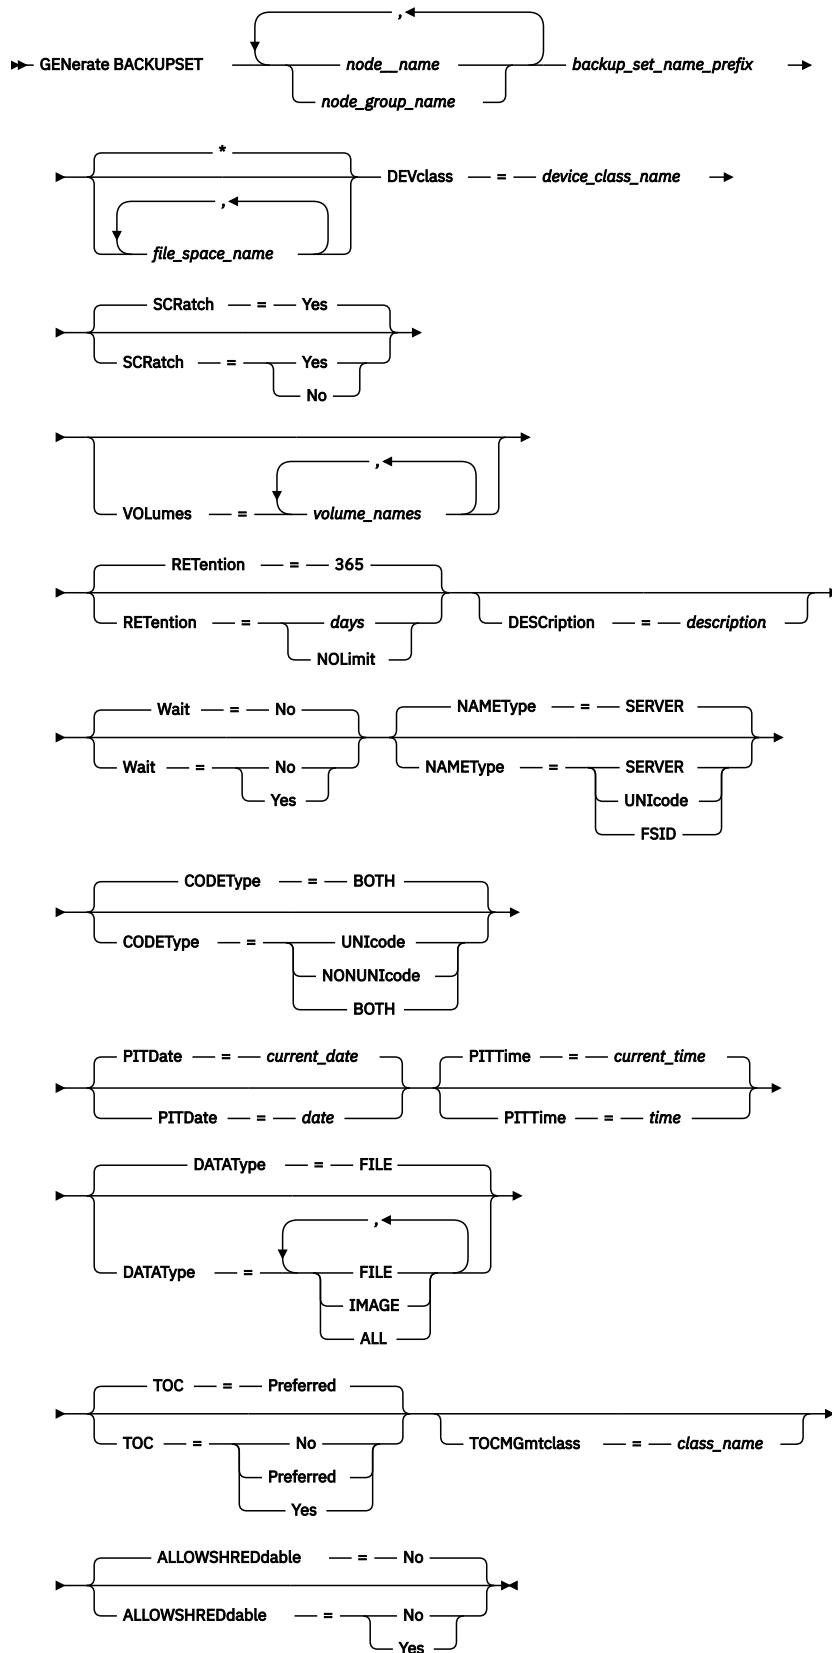 ,
GENerate BACKUPSET node__name backup_set_name_prefix
node_group_name
*
DEVclass = device_class_name
,
file_space_name
SCRatch = Yes
SCRatch = Yes
No
,
VOLumes = volume_names
RETention = 365
RETention = days DESCription = description
NOLimit
Wait = No NAMEType = SERVER
Wait = No NAMEType = SERVER
Yes UNIcode
FSID
CODEType = BOTH
CODEType = UNIcode
NONUNIcode
BOTH
PITDate = current_date PITTime = current_time
PITDate = date PITTime = time
DATAType = FILE
,
DATAType = FILE
IMAGE
ALL
TOC = Preferred
TOC = No TOCMGmtclass = class_name
Preferred
Yes
ALLOWSHREDdable = No
ALLOWSHREDdable = No
Yes